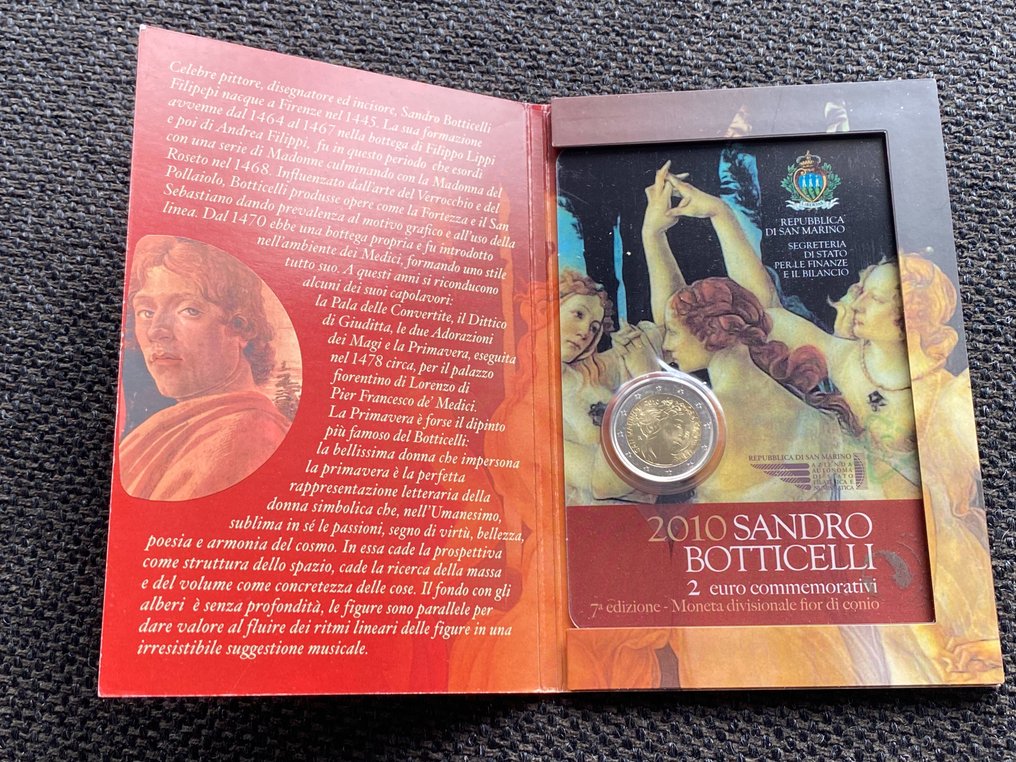 Celebre pittore, disegnatore ed incisore, Sandro Botticelli
Filipepi nacque a Firenze nel 1445. La sua formazione
avvenne dal 1464 al 1467 nella bottega di Filippo Lippi
e poi di Andrea Filippi, fu in questo periodo che esordì
con una serie di Madonne culminando con la Madonna del
Roseto nel 1468. Influenzato dall'arte del Verrocchio e del
Pollaiolo, Botticelli produsse opere come la Fortezza e il San
Sebastiano dando prevalenza al motivo grafico e all'uso della
linea. Dal 1470 ebbe una bottega propria e fu introdotto
nell'ambiente dei Medici, formando uno stile
tutto suo. A questi anni si riconducono
alcuni dei suoi capolavori:
la Pala delle Convertite, il Dittico
di Giuditta, le due Adorazioni
dei Magi e la Primavera, eseguita
nel 1478 circa, per il palazzo
fiorentino di Lorenzo di
Pier Francesco de' Medici.
La Primavera è forse il dipinto
più famoso del Botticelli:
la bellissima donna che impersona
la primavera è la perfetta
rappresentazione letteraria della
donna simbolica che, nell'Umanesimo,
sublima in sé le passioni, segno di virtù, bellezza,
poesia e armonia del cosmo. In essa cade la prospettiva
come struttura dello spazio, cade la ricerca della massa
e del volume come concretezza delle cose. Il fondo con gli
alberi è senza profondità, le figure sono parallele per
dare valore al fluire dei ritmi lineari delle figure in una
irresistibile suggestione musicale.
REPUBBLICA
DI SAN MARINO
SEGRETERIA
DI STATO
PER LE FINANZE
E IL BILANCIO
REPUBBLICA DI SAN MARINO
AZIENDA
AUTONOMA
DI STATO
FILATELICA E
NUMISMATICA
2010 SANDRO
BOTTICELLI
2 euro commemorativi
7ª edizione - Moneta divisionale fior di conio